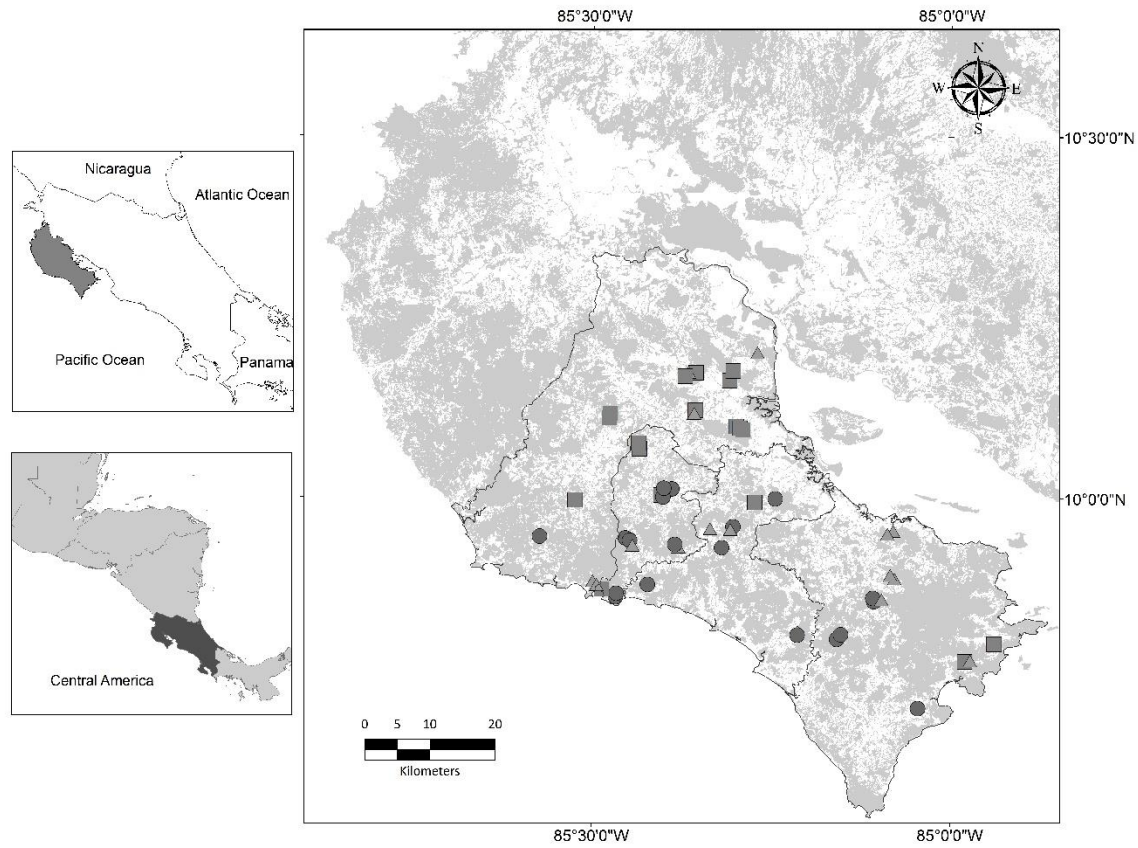 85°30'0"W 85°0'0"W
N
W E
S
10°30'0"N
Nicaragua
Atlantic Ocean
Pacific Ocean
Panama
10°0'0"N
Central America
0 5 10 20
Kilometers
85°30'0"W 85°0'0"W